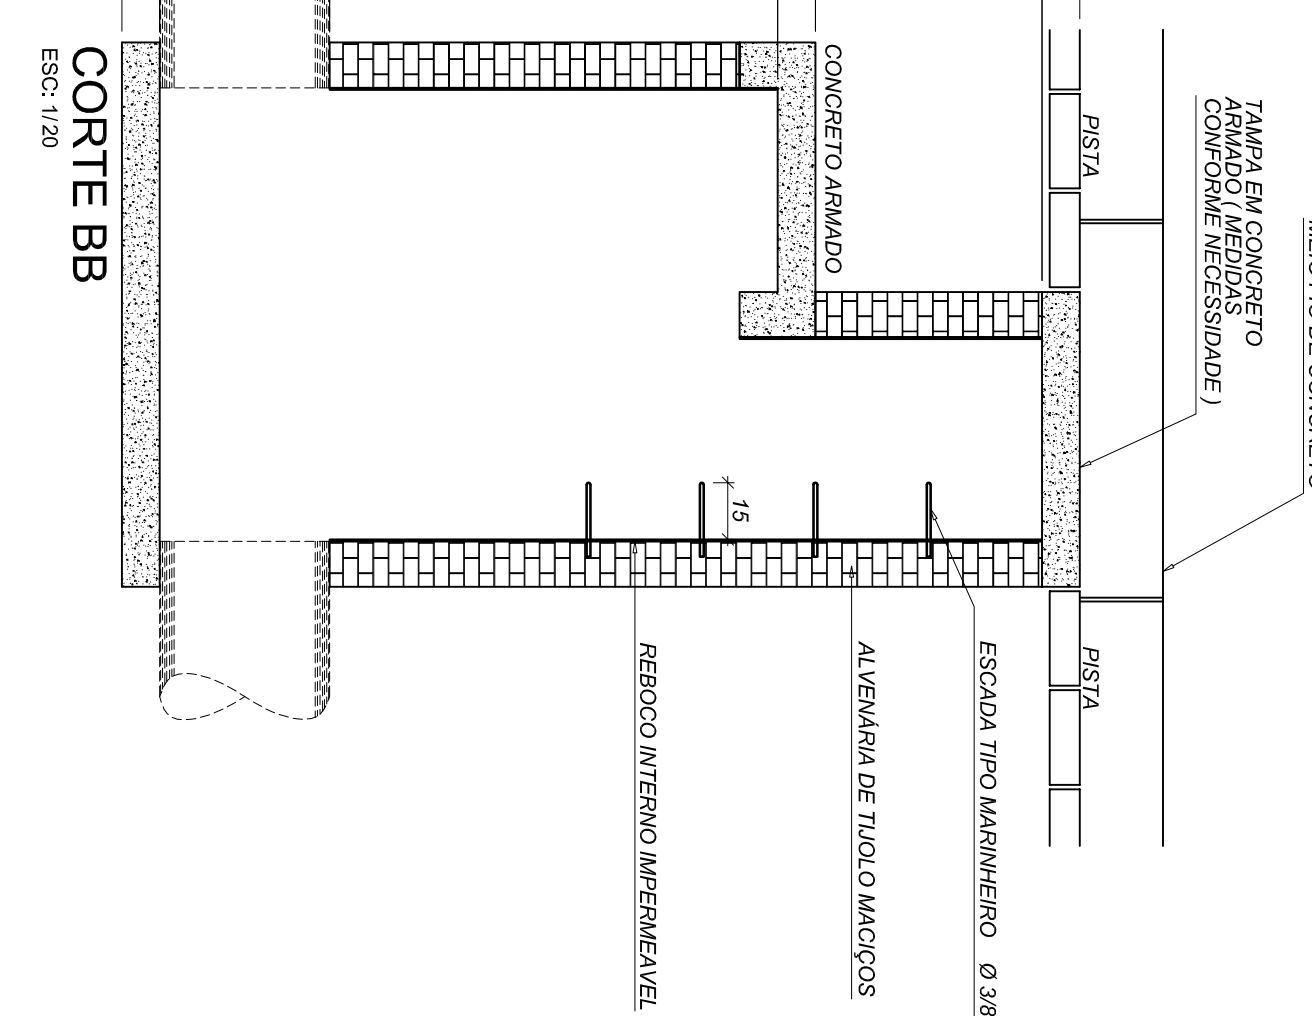 TAMPA EM CONCRETO
ARMADO ( MEDIDAS
CONFORME NECESSIDADE )
PISTA
PISTA
CONCRETO ARMADO
15
ESCADA TIPO MARINHEIRO Ø 3/8
ALVENÁRIA DE TIJOLO MACIÇOS
REBOCO INTERNO IMPERMEAVEL
CORTE BB
ESC: 1/20